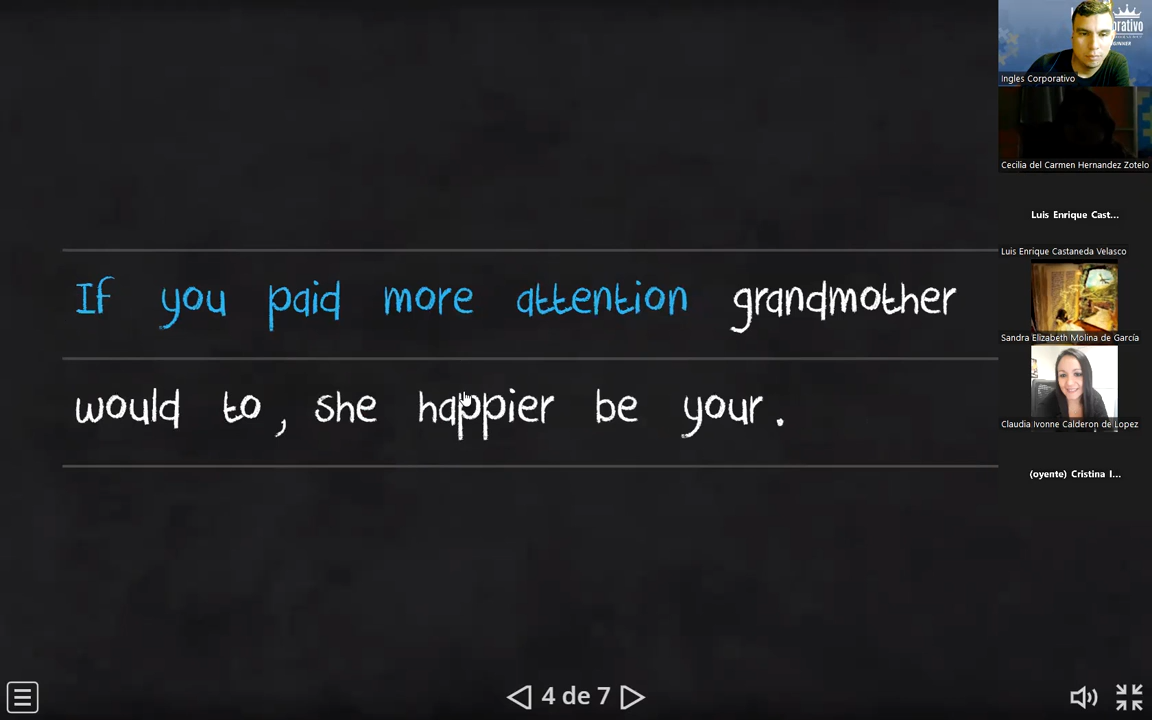 If you paid more attention grandmother
would to, she happier be your.
4 de 7
orativo
Ingles Corporativo
Cecilia del Carmen Hernandez Zotelo
Luis Enrique Cast...
Luis Enrique Castaneda Velasco
Sandra Elizabeth Molina de García
Claudia Ivonne Calderon de Lopez
(oyente) Cristina I...